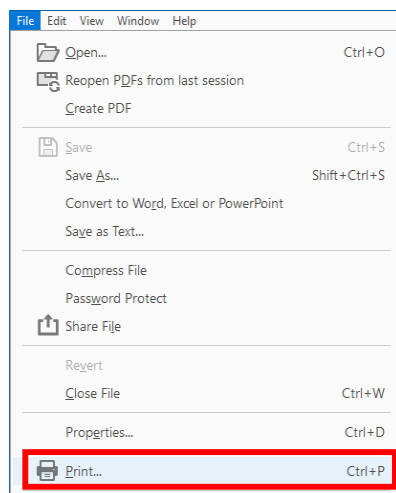 File Edit View Window Help
Open... Ctrl+O
Reopen PDFs from last session
Create PDF
Save Ctrl+S
Save As... Shift+Ctrl+S
Convert to Word, Excel or PowerPoint
Save as Text...
Compress File
Password Protect
Share File
Revert
Close File Ctrl+W
Properties... Ctrl+D
Print... Ctrl+P